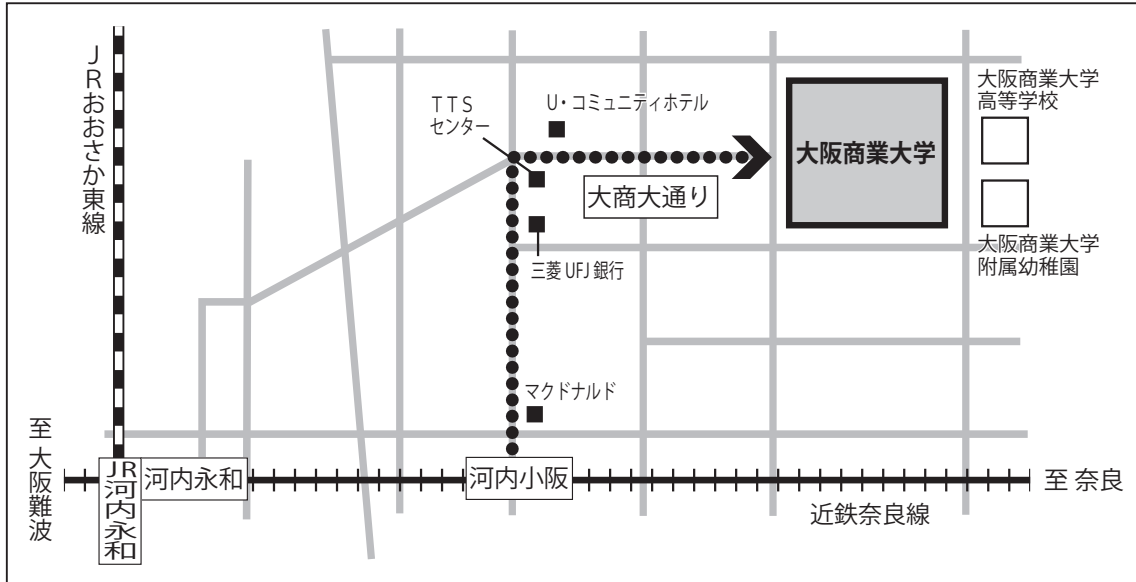 JRおおさか東線
TTS
センター
U・コミュニティホテル
大阪商業大学
高等学校
大阪商業大学
大商大通り
大阪商業大学
附属幼稚園
三菱UFJ銀行
マクドナルド
至 大阪難波
JR河内永和
河内永和
河内小阪
至 奈良
近鉄奈良線